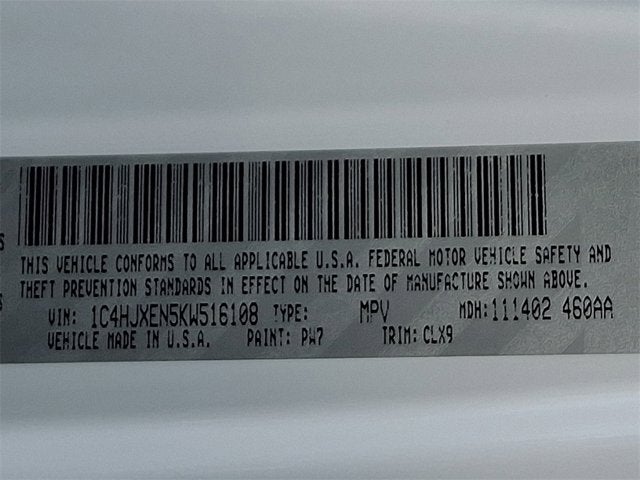 THIS VEHICLE CONFORMS TO ALL APPLICABLE U.S.A. FEDERAL MOTOR VEHICLE SAFETY AND
THEFT PREVENTION STANDARDS IN EFFECT ON THE DATE OF MANUFACTURE SHOWN ABOVE.
VIN: 1C4HJXEN5KW516108 TYPE: MPV MDH:111402 460AA
VEHICLE MADE IN U.S.A. PAINT: PW7 TRIM:CLX9